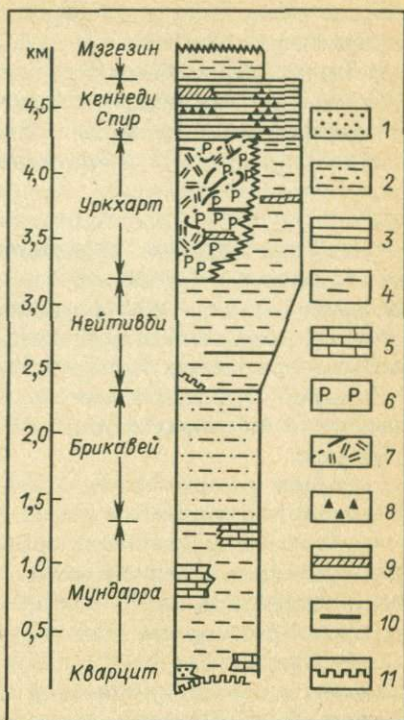 км
Мэгезин
Кеннеди
Спир
4,5
4,0
Уркхарт
3,5
3,0
Нейтивби
2,5
2,0
Брикавей
1,5
1,0
Мундарра
0,5
Кварцит
P P P P P P P P P P P
1
2
3
4
5
P P 6
7
8
9
10
11